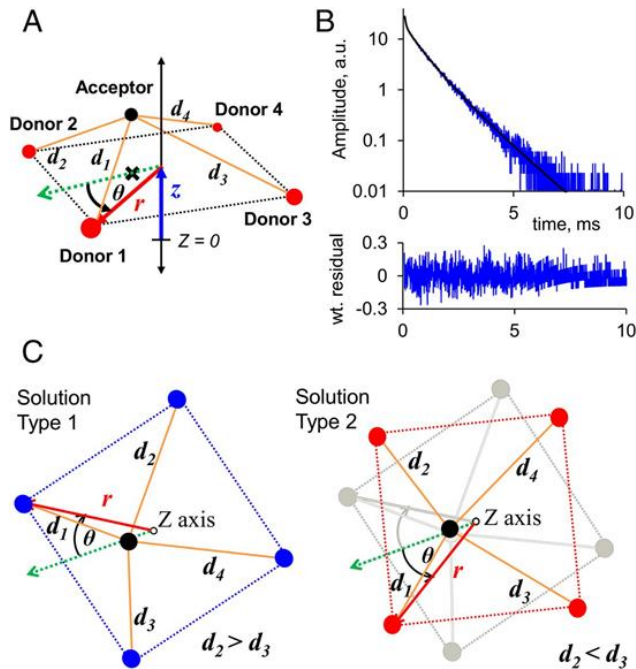 A
Acceptor
Donor 2
d₄
Donor 4
d₂
d₁
d₃
θ
r
z
Donor 3
Donor 1
Z = 0
B
Amplitude, a.u.
10
1
0.1
0.01
0
5
10
time, ms
wt. residual
0.3
0
-0.3
0
5
10
C
Solution
Type 1
d₂
r
Z axis
d₁
θ
d₄
d₃
d₂ > d₃
Solution
Type 2
d₂
d₄
Z axis
θ
r
d₁
d₃
d₂ < d₃